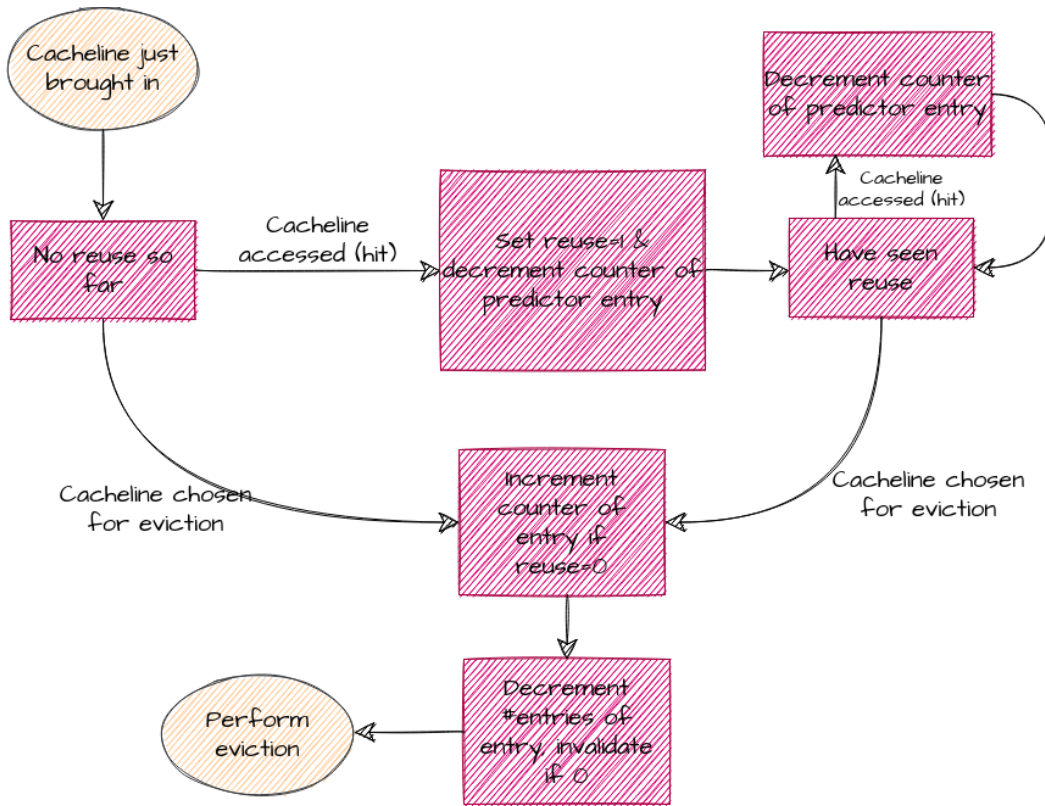 Cacheline just
brought in
Decrement counter
of predictor entry
Cacheline
accessed (hit)
No reuse so
far
Cacheline
accessed (hit)
Set reuse=1 &
decrement counter of
predictor entry
Have seen
reuse
Cacheline chosen
for eviction
Increment
counter of
entry if
reuse=0
Cacheline chosen
for eviction
Decrement
#entries of
entry, invalidate
if 0
Perform
eviction